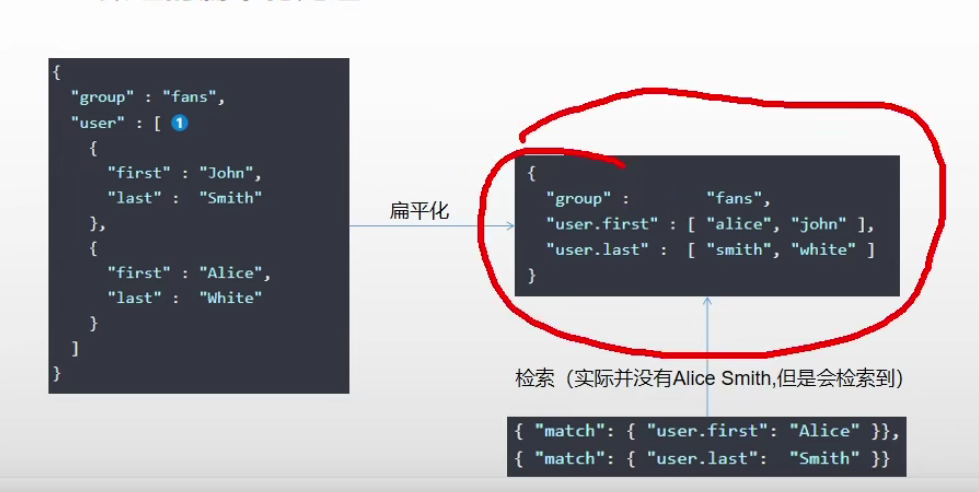 {
"group" : "fans",
"user" : [ 1
{
"first" : "John",
"last" : "Smith"
},
{
"first" : "Alice",
"last" : "White"
}
]
}
扁平化
{
"group" : "fans",
"user.first" : [ "alice", "john" ],
"user.last" : [ "smith", "white" ]
}
检索（实际并没有Alice Smith,但是会检索到）
{ "match": { "user.first": "Alice" }},
{ "match": { "user.last": "Smith" }}